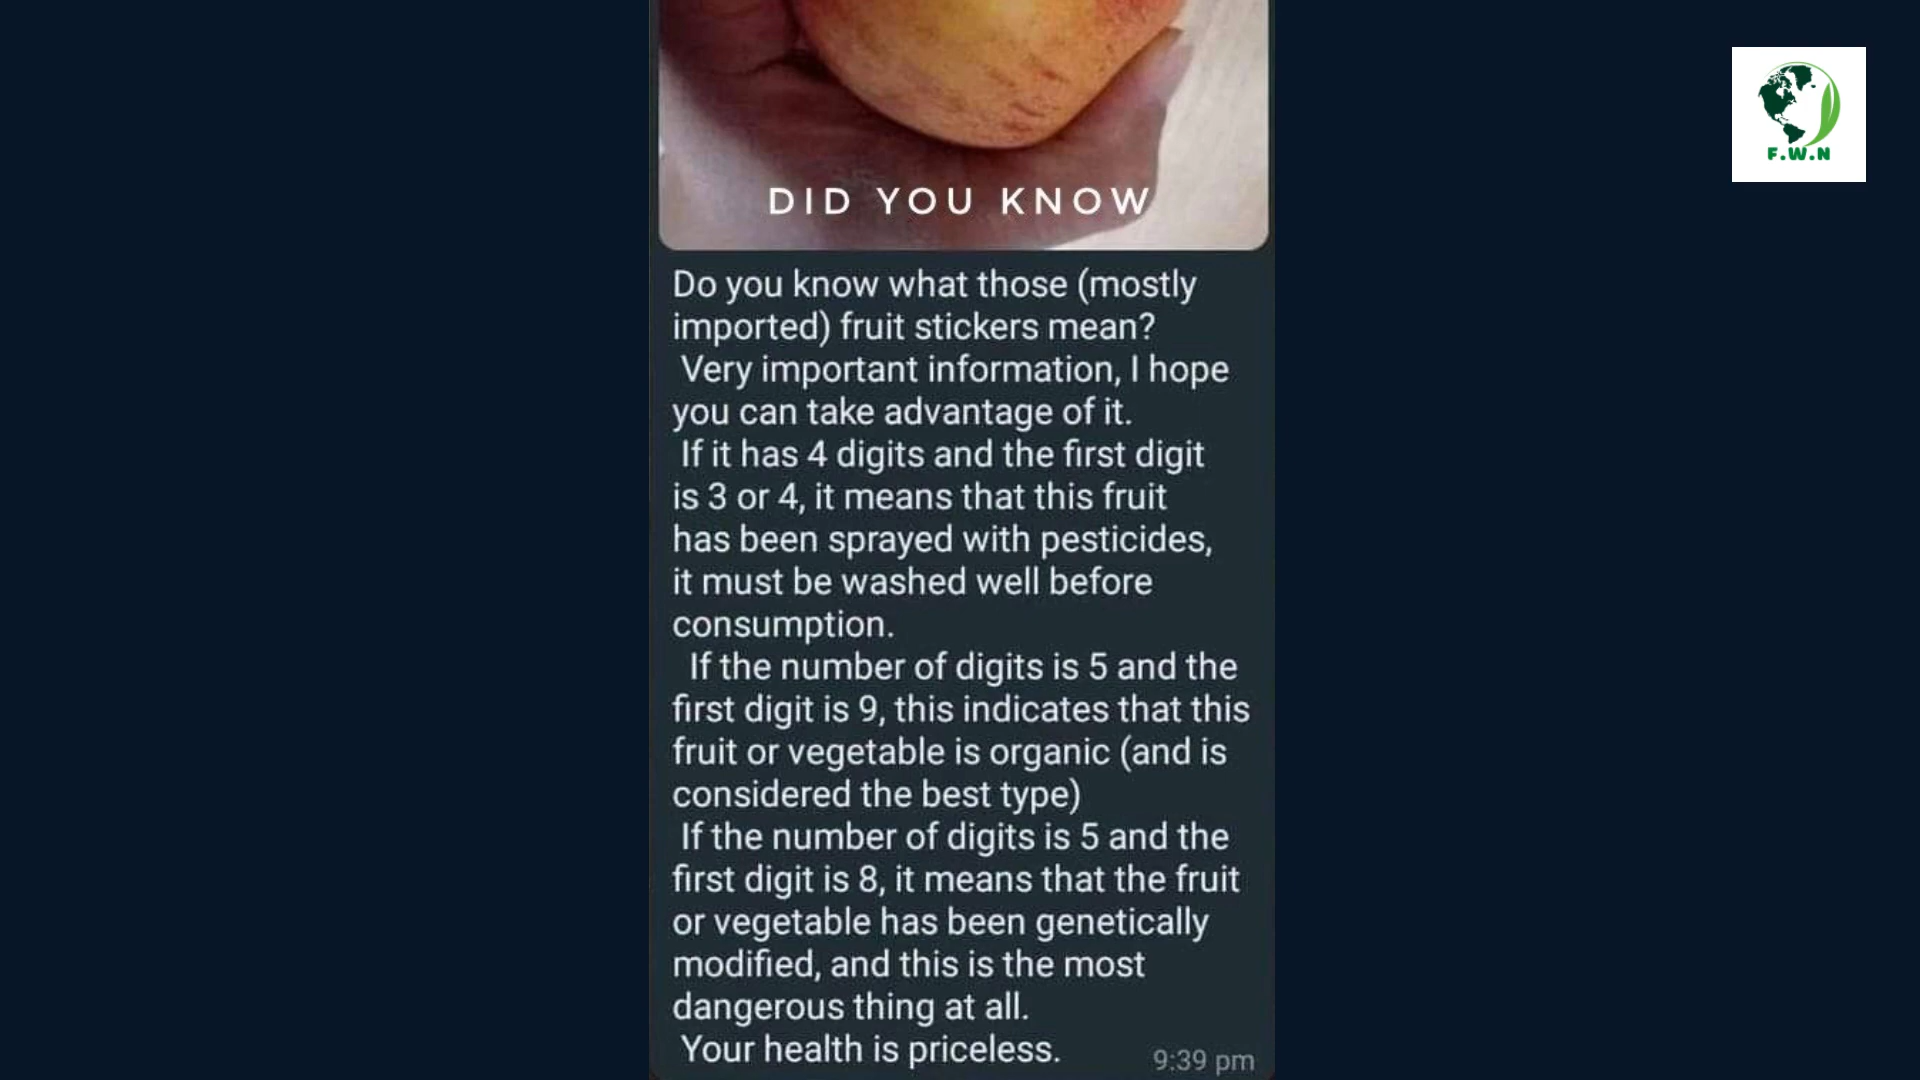 F.W.N
DID YOU KNOW
Do you know what those (mostly
imported) fruit stickers mean?
Very important information, I hope
you can take advantage of it.
If it has 4 digits and the first digit
is 3 or 4, it means that this fruit
has been sprayed with pesticides,
it must be washed well before
consumption.
If the number of digits is 5 and the
first digit is 9, this indicates that this
fruit or vegetable is organic (and is
considered the best type)
If the number of digits is 5 and the
first digit is 8, it means that the fruit
or vegetable has been genetically
modified, and this is the most
dangerous thing at all.
Your health is priceless.
9:39 pm